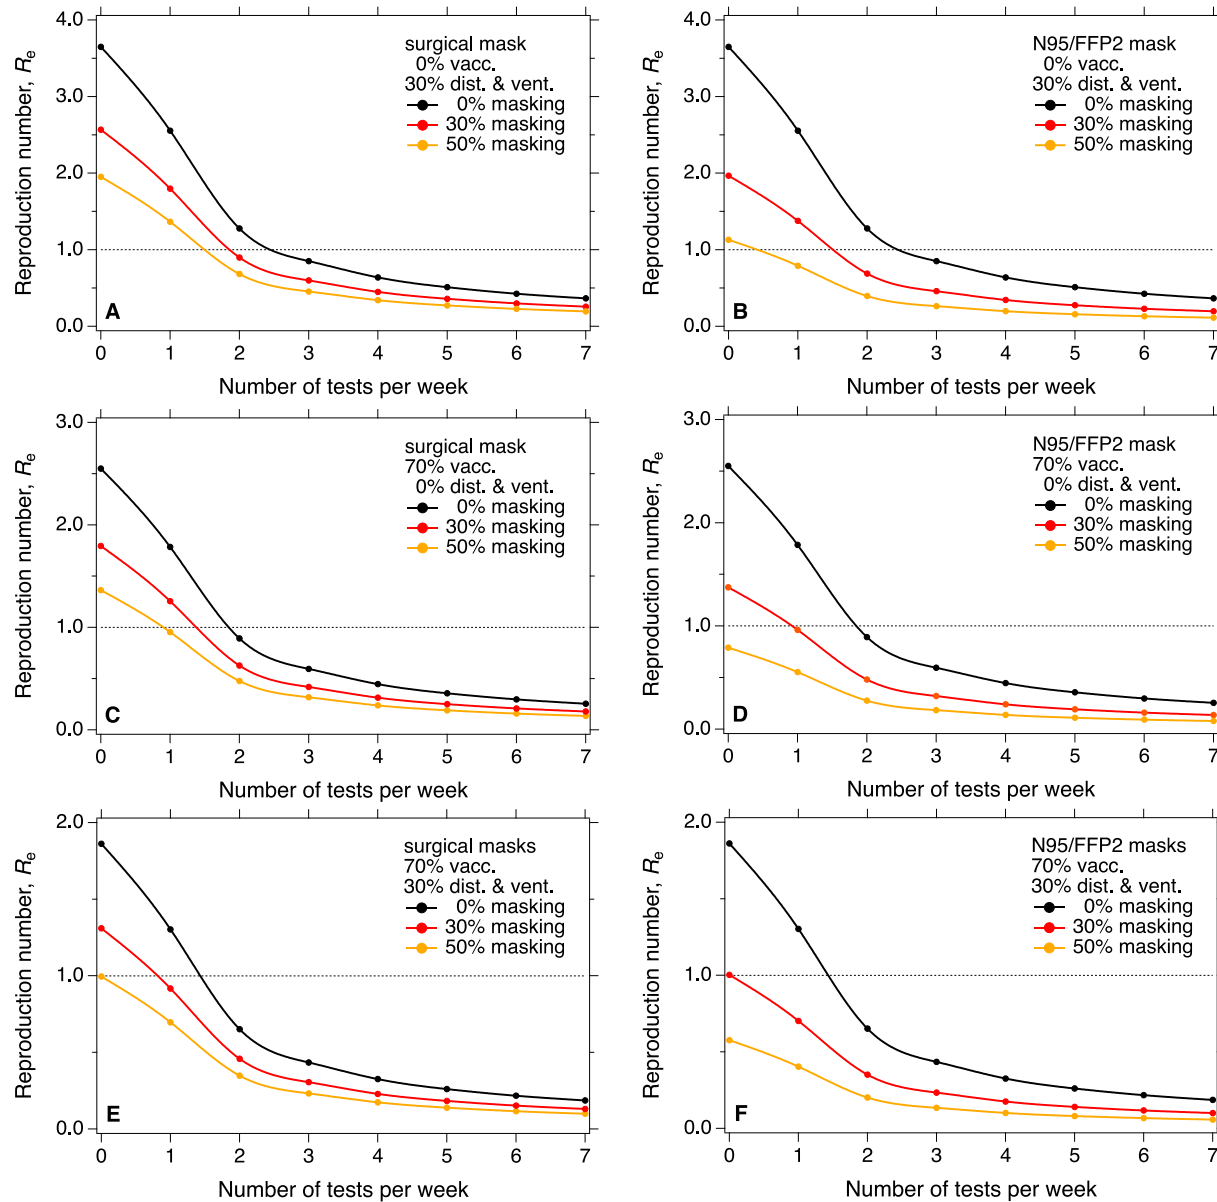 4.0
3.0
2.0
1.0
0.0
Reproduction number, Re
surgical mask
0% vacc.
30% dist. & vent.
0% masking
30% masking
50% masking
A
0 1 2 3 4 5 6 7
Number of tests per week
4.0
3.0
2.0
1.0
0.0
Reproduction number, Re
N95/FFP2 mask
0% vacc.
30% dist. & vent.
0% masking
30% masking
50% masking
B
0 1 2 3 4 5 6 7
Number of tests per week
3.0
2.0
1.0
0.0
Reproduction number, Re
surgical mask
70% vacc.
0% dist. & vent.
0% masking
30% masking
50% masking
C
0 1 2 3 4 5 6 7
Number of tests per week
3.0
2.0
1.0
0.0
Reproduction number, Re
N95/FFP2 mask
70% vacc.
0% dist. & vent.
0% masking
30% masking
50% masking
D
0 1 2 3 4 5 6 7
Number of tests per week
2.0
1.0
0.0
Reproduction number, Re
surgical masks
70% vacc.
30% dist. & vent.
0% masking
30% masking
50% masking
E
0 1 2 3 4 5 6 7
Number of tests per week
2.0
1.0
0.0
Reproduction number, Re
N95/FFP2 masks
70% vacc.
30% dist. & vent.
0% masking
30% masking
50% masking
F
0 1 2 3 4 5 6 7
Number of tests per week